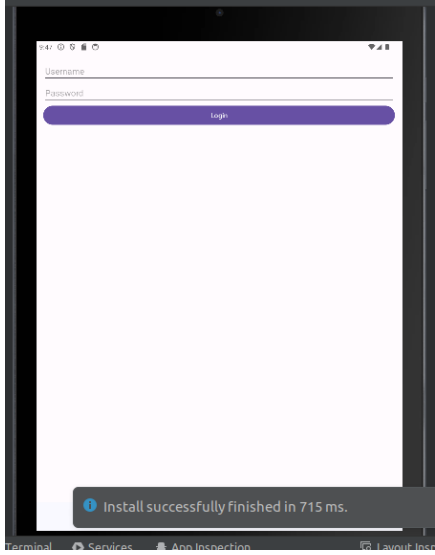 9:47
Username
Password
Login
Install successfully finished in 715 ms.
Terminal Services App Inspection Layout Insp